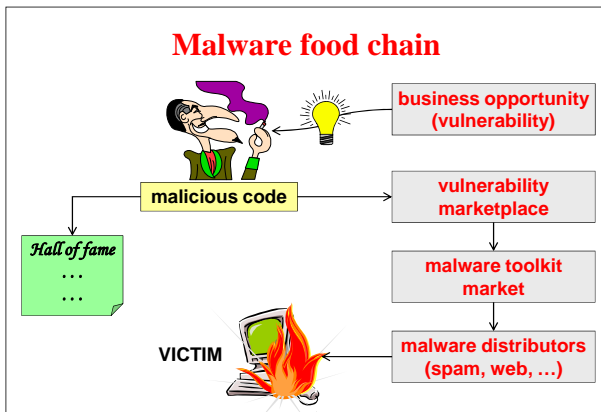 Malware food chain
business opportunity
(vulnerability)
malicious code
vulnerability
marketplace
Hall of fame
...
...
malware toolkit
market
VICTIM
malware distributors
(spam, web, ...)